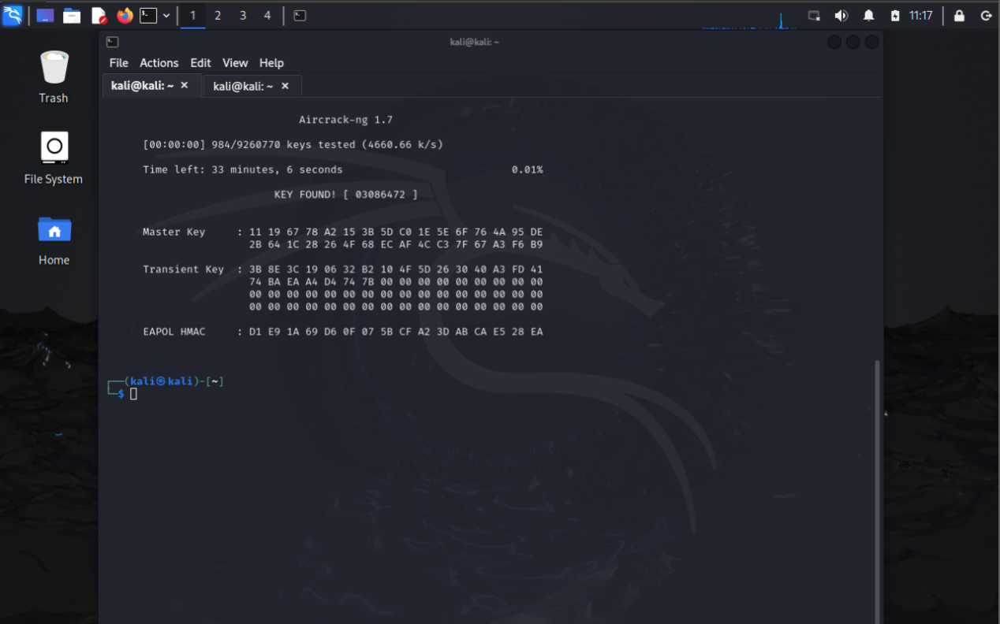 1 2 3 4
11:17
kali@kali: ~
File Actions Edit View Help
kali@kali: ~ kali@kali: ~
Trash
File System
Home
Aircrack-ng 1.7
[00:00:00] 984/9260770 keys tested (4660.66 k/s)
Time left: 33 minutes, 6 seconds 0.01%
KEY FOUND! [ 03086472 ]
Master Key : 11 19 67 78 A2 15 3B 5D C0 1E 5E 6F 76 4A 95 DE
2B 64 1C 28 26 4F 68 EC AF 4C C3 7F 67 A3 F6 B9
Transient Key : 3B 8E 3C 19 06 32 B2 10 4F 5D 26 30 40 A3 FD 41
74 BA EA A4 D4 74 7B 00 00 00 00 00 00 00 00 00
00 00 00 00 00 00 00 00 00 00 00 00 00 00 00 00
00 00 00 00 00 00 00 00 00 00 00 00 00 00 00 00
EAPOL HMAC : D1 E9 1A 69 D6 0F 07 5B CF A2 3D AB CA E5 28 EA
┌──(kali㉿kali)-[~]
└─$